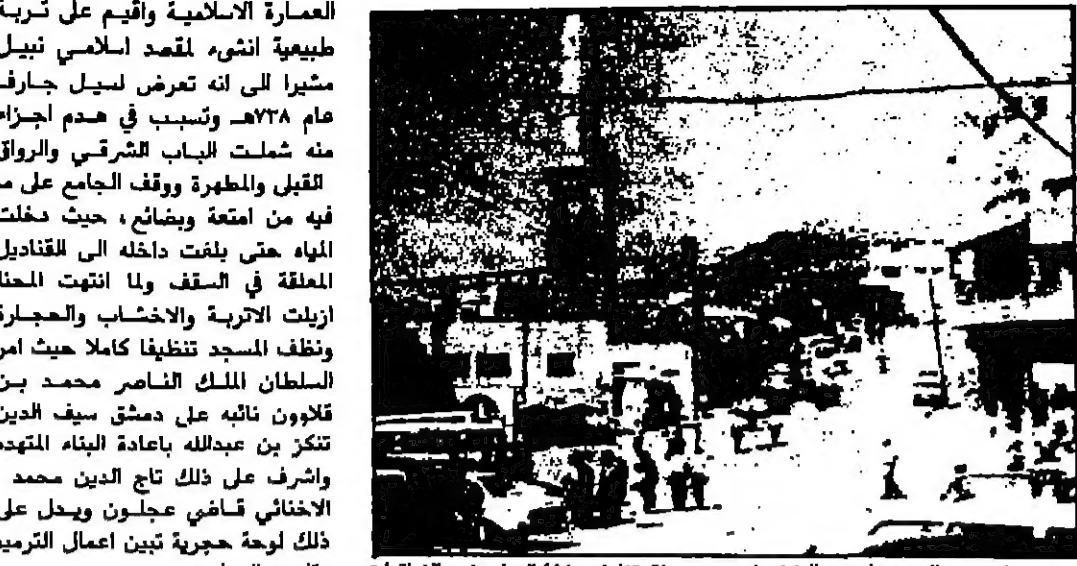 العمارة الاسلامية واقيم على تربة
طبيعية انشىء لمقصد اسلامي نبيل
مشيرا الى انه تعرض لسيل جارف
عام ٧٣٨هـ وتسبب في هدم اجزاء
منه شملت الباب الشرقي والرواق
القبلي والمطهرة ووقف الجامع على ما
فيه من امتعة وبضائع، حيث دخلت
المياه حتى بلغت داخله الى القناديل
المعلقة في السقف ولما انتهت المحنا
ازيلت الاتربة والاخشاب والحجارة
ونظف المسجد تنظيفا كاملا حيث امر
السلطان الملك الناصر محمد بن
قلاوون نائبه على دمشق سيف الدين
تنكز بن عبدالله باعادة البناء المتهدم
واشرف على ذلك تاج الدين محمد
الاخنائي قاضي عجلون ويدل على
ذلك لوحة حجرية تبين اعمال الترميم